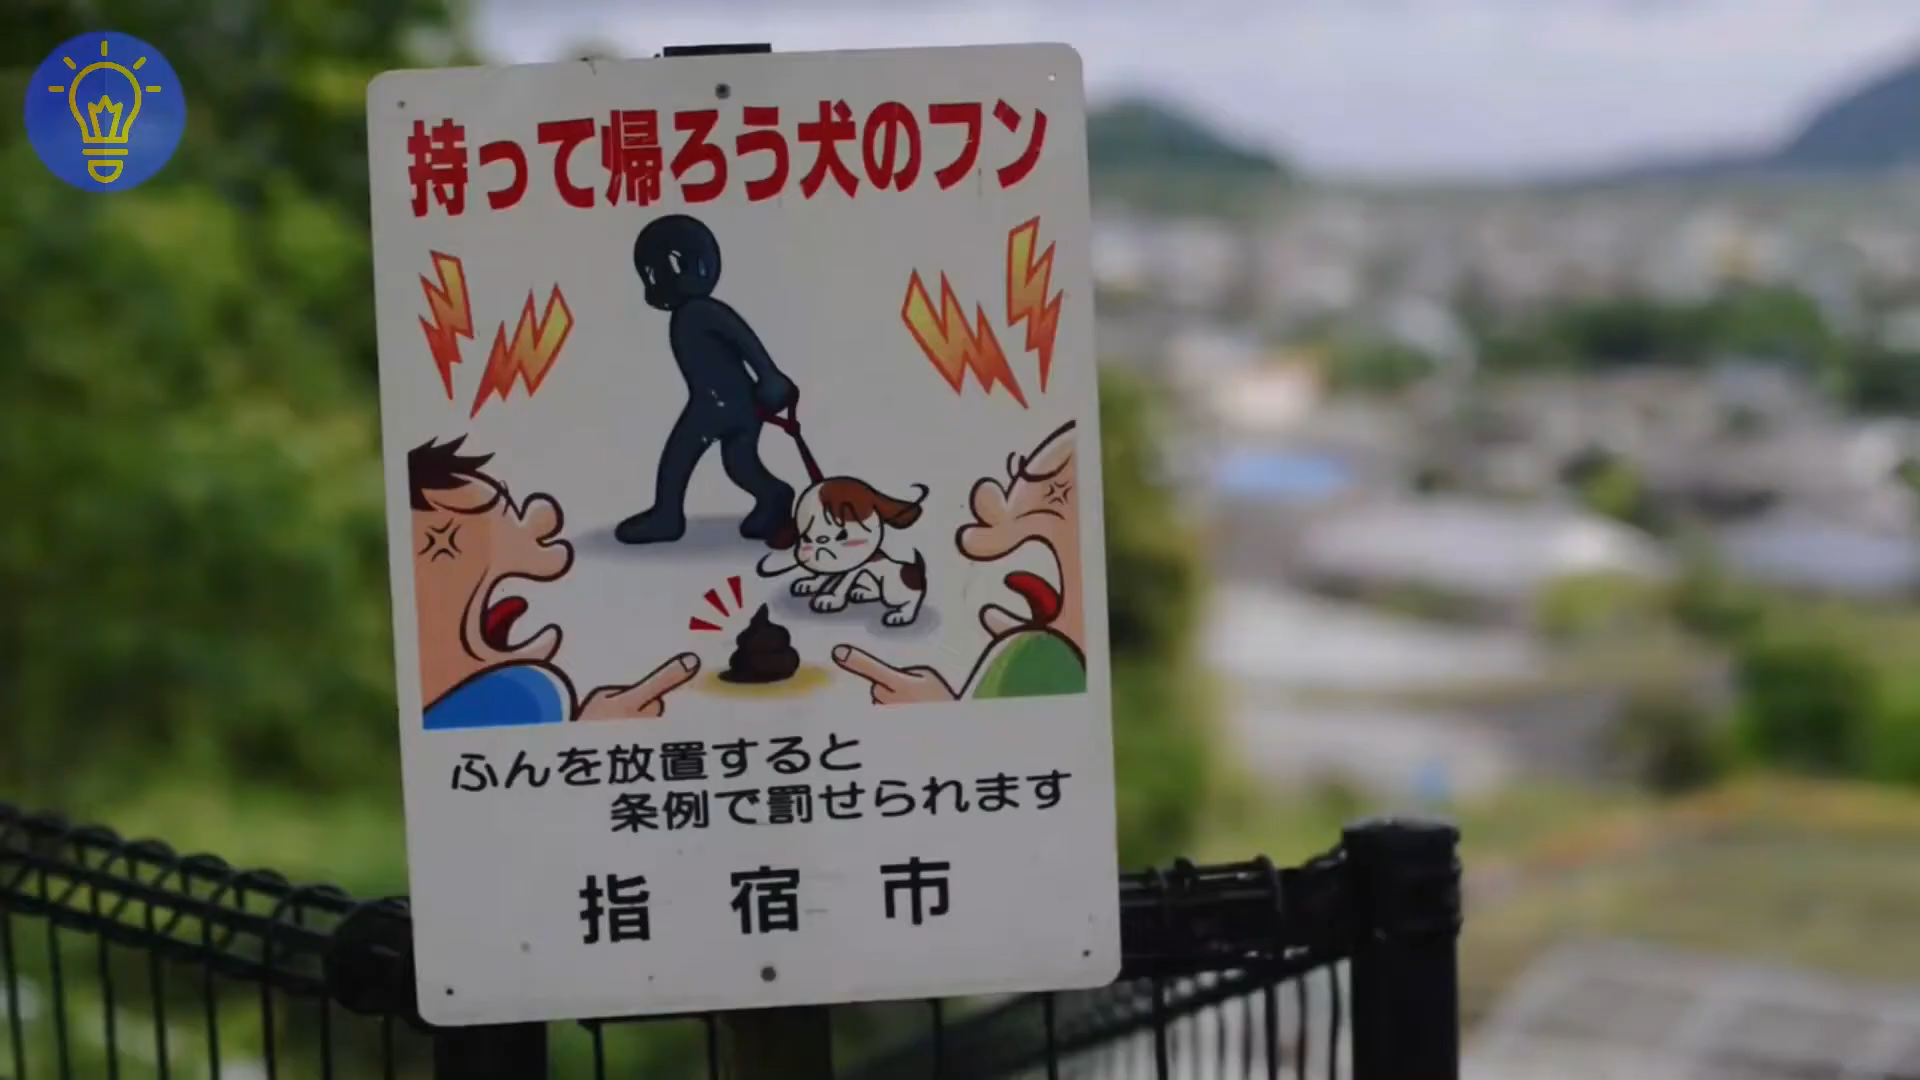 持って帰ろう犬のフン
ふんを放置すると
条例で罰せられます
指宿市